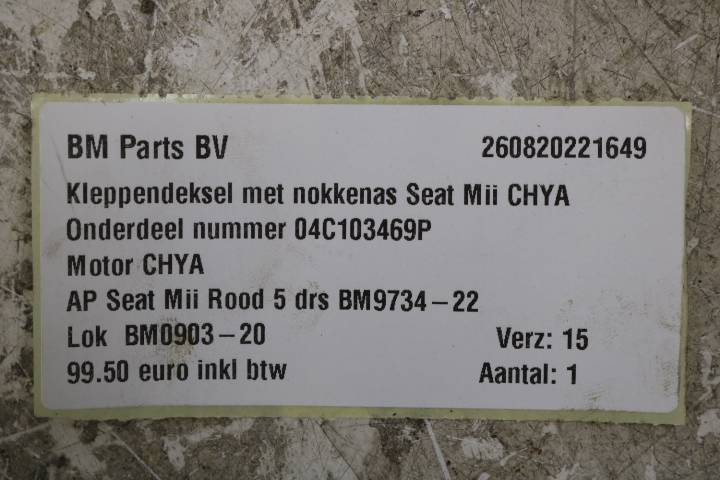 BM Parts BV 260820221649
Kleppendeksel met nokkenas Seat Mii CHYA
Onderdeel nummer 04C103469P
Motor CHYA
AP Seat Mii Rood 5 drs BM9734-22
Lok BM0903-20 Verz: 15
99.50 euro inkl btw Aantal: 1